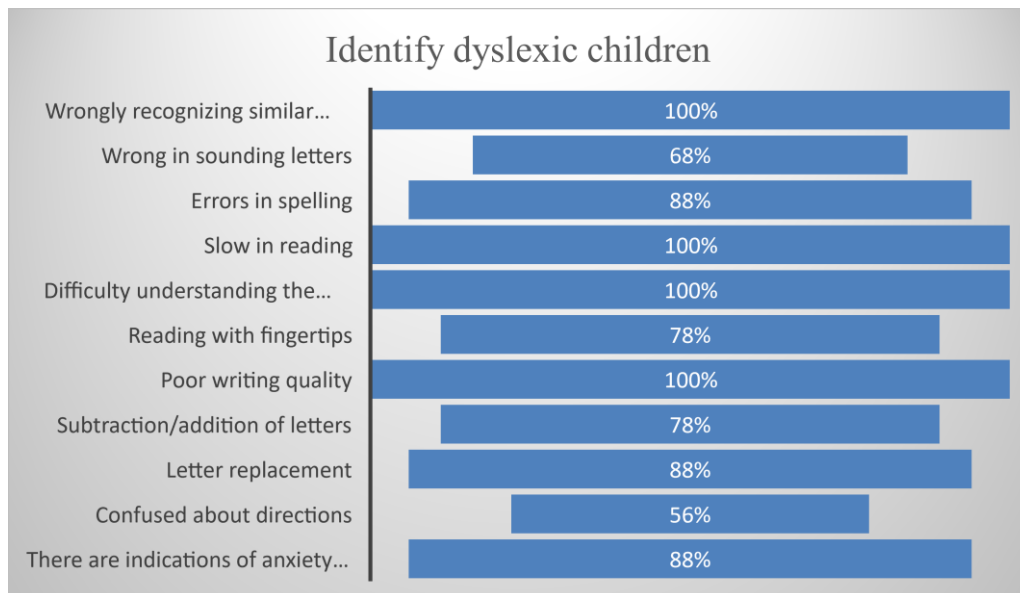 Identify dyslexic children
Wrongly recognizing similar... 100%
Wrong in sounding letters 68%
Errors in spelling 88%
Slow in reading 100%
Difficulty understanding the... 100%
Reading with fingertips 78%
Poor writing quality 100%
Subtraction/addition of letters 78%
Letter replacement 88%
Confused about directions 56%
There are indications of anxiety... 88%